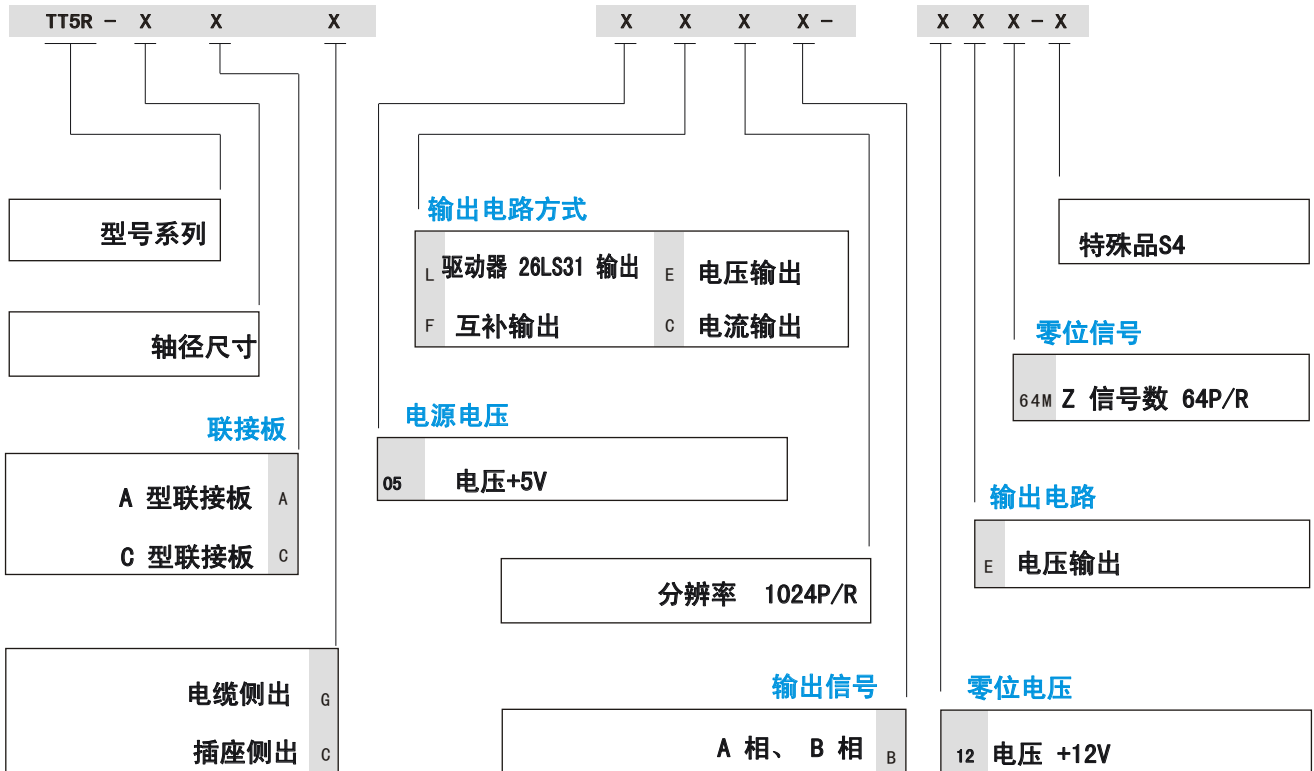 TT5R - X X X X X X X - X X X - X
输出电路方式
型号系列
L 驱动器 26LS31 输出 E 电压输出
特殊品S4
F 互补输出 C 电流输出
轴径尺寸
零位信号
64M Z 信号数 64P/R
联接板
电源电压
A 型联接板 A
05 电压+5V
输出电路
C 型联接板 C
E 电压输出
分辨率 1024P/R
输出信号
零位电压
电缆侧出 G
插座侧出 C
A 相、 B 相 B
12 电压 +12V